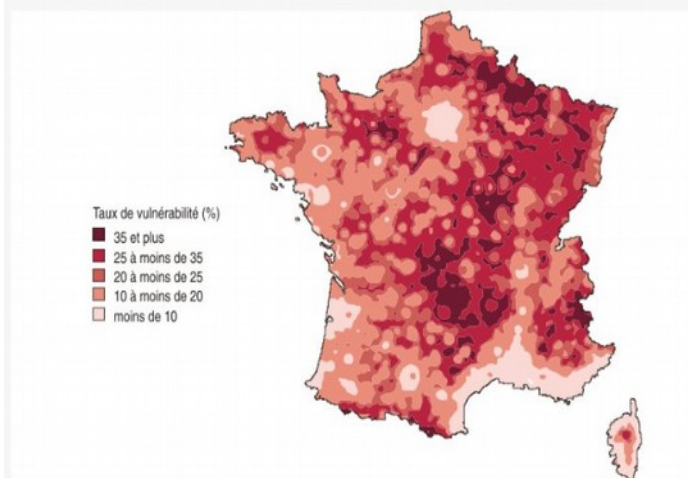 Taux de vulnérabilité (%)
35 et plus
25 à moins de 35
20 à moins de 25
10 à moins de 20
moins de 10